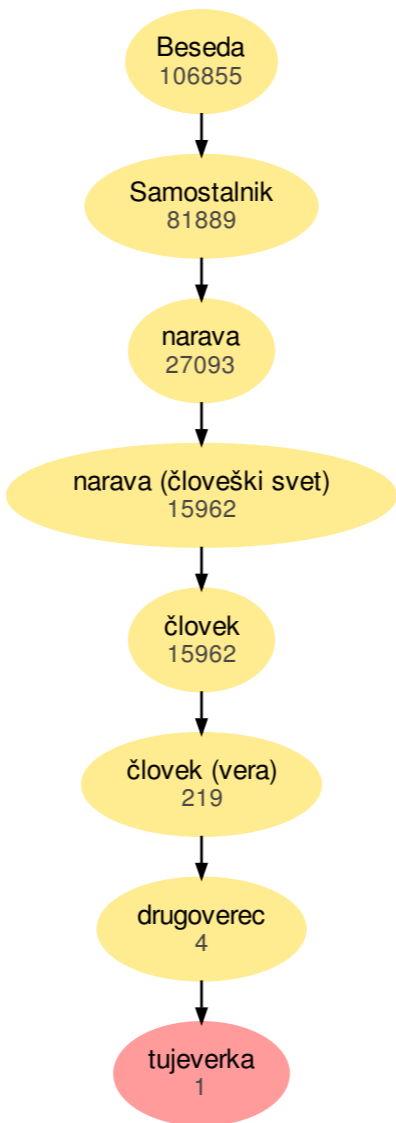 Beseda
106855
Samostalnik
81889
narava
27093
narava (človeški svet)
15962
človek
15962
človek (vera)
219
drugoverec
4
tujeverka
1